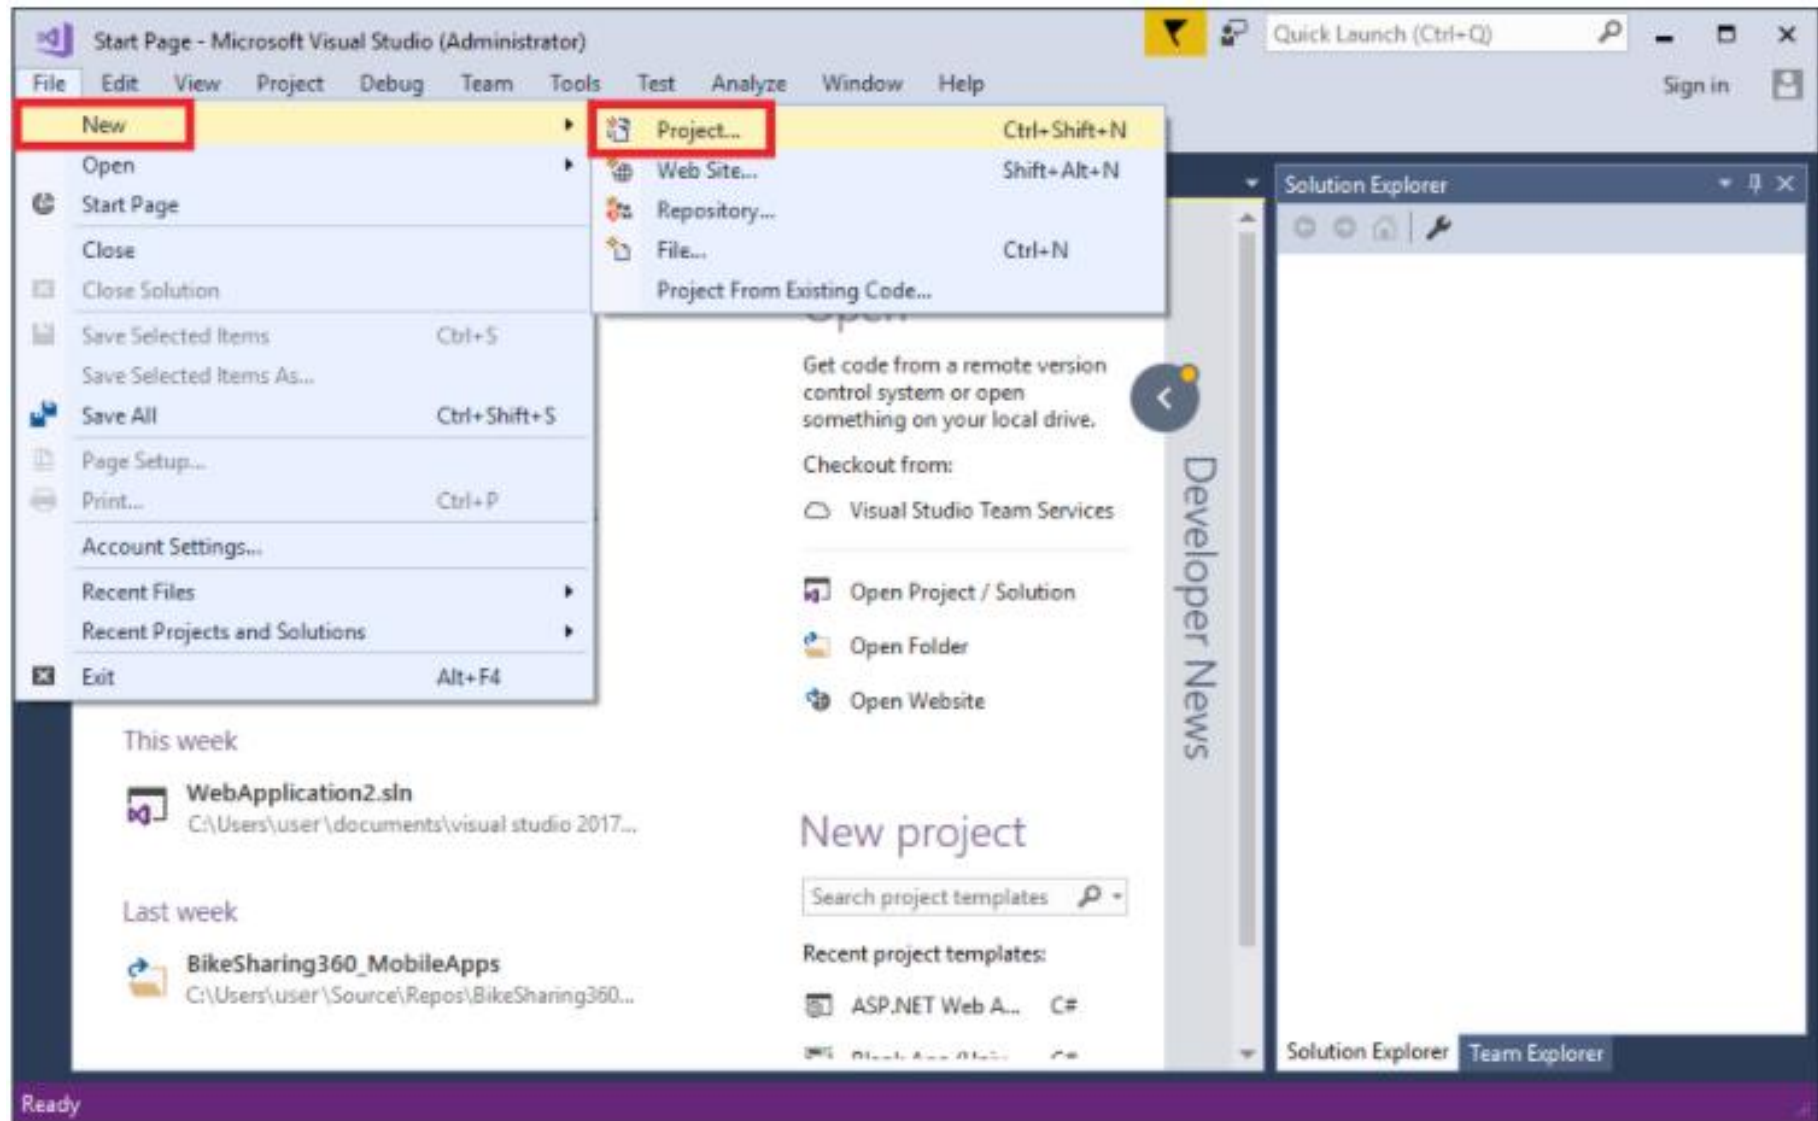 Start Page - Microsoft Visual Studio (Administrator)
Quick Launch (Ctrl+Q)
File Edit View Project Debug Team Tools Test Analyze Window Help
Sign in
New
Open
Start Page
Close
Close Solution
Save Selected Items Ctrl+S
Save Selected Items As...
Save All Ctrl+Shift+S
Page Setup...
Print... Ctrl+P
Account Settings...
Recent Files
Recent Projects and Solutions
Exit Alt+F4
Project... Ctrl+Shift+N
Web Site... Shift+Alt+N
Repository...
File... Ctrl+N
Project From Existing Code...
Open
Get code from a remote version
control system or open
something on your local drive.
Checkout from:
Visual Studio Team Services
Open Project / Solution
Open Folder
Open Website
This week
WebApplication2.sln
C:\Users\user\documents\visual studio 2017...
Last week
BikeSharing360_MobileApps
C:\Users\user\Source\Repos\BikeSharing360...
New project
Search project templates
Recent project templates:
ASP.NET Web A... C#
Developer News
Solution Explorer
Solution Explorer Team Explorer
Ready